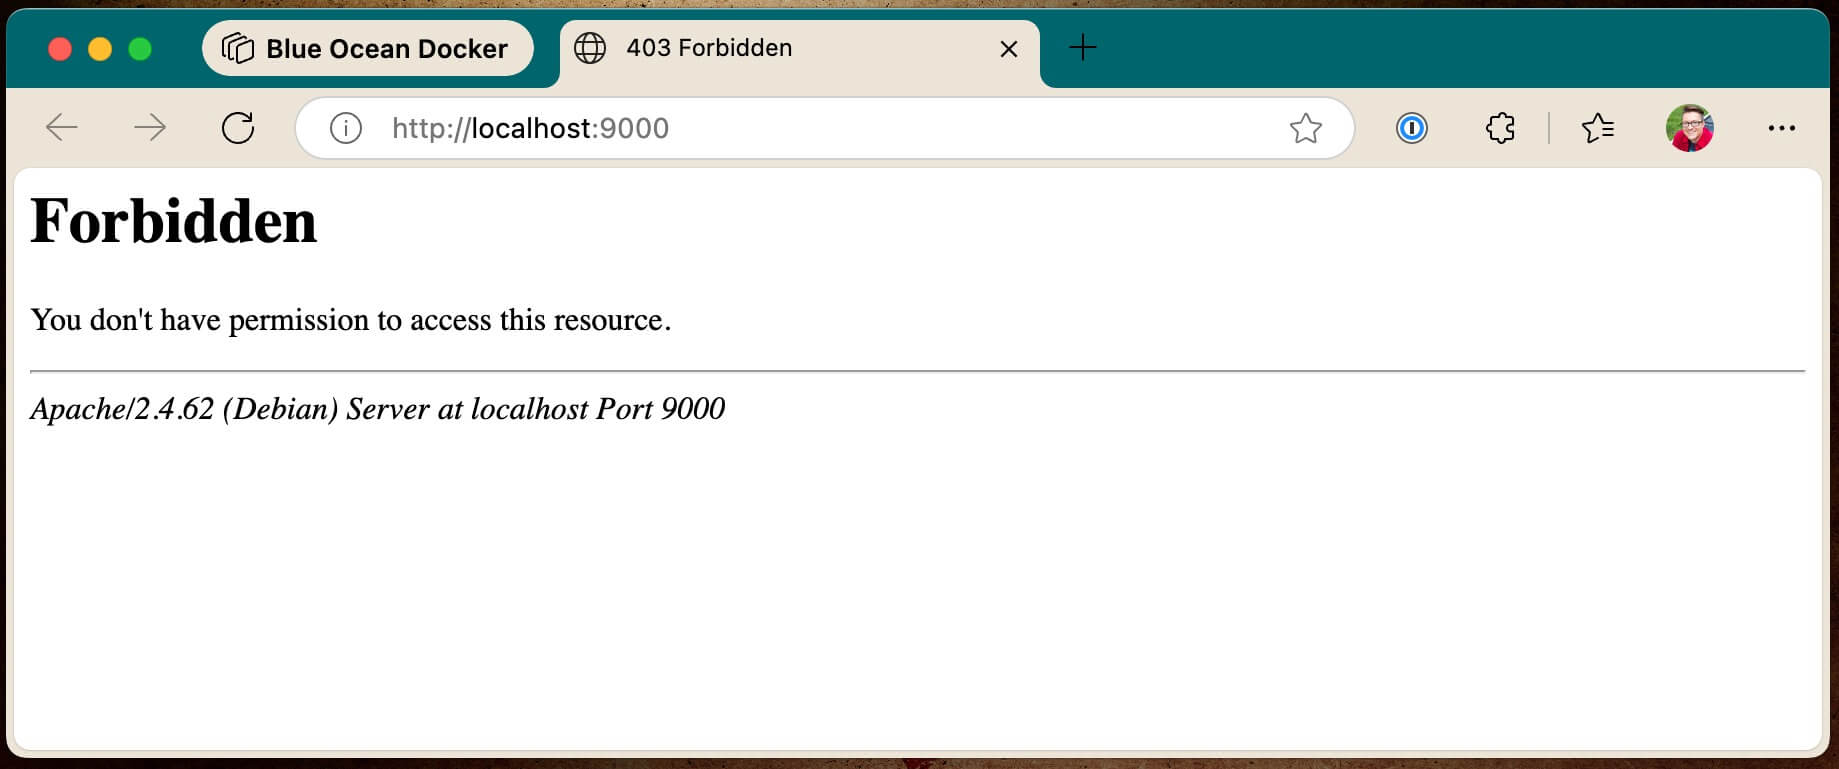 Blue Ocean Docker
403 Forbidden
http://localhost:9000
Forbidden
You don't have permission to access this resource.
Apache/2.4.62 (Debian) Server at localhost Port 9000